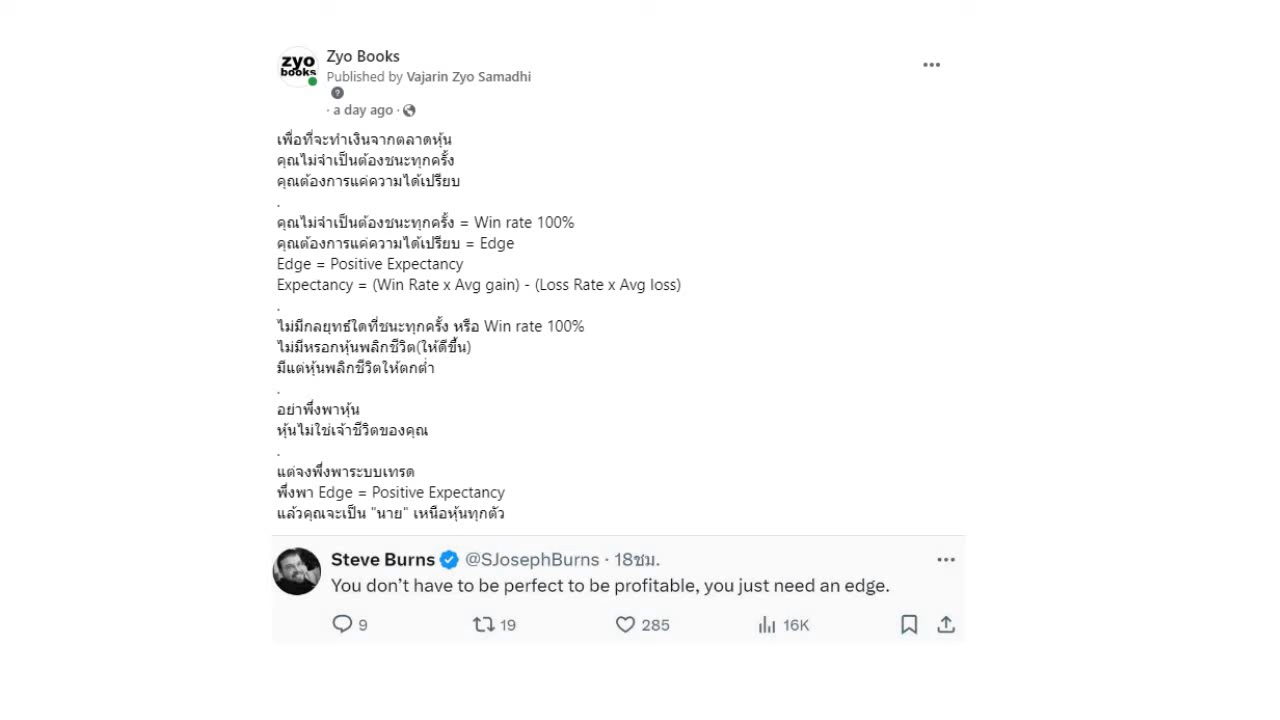 zyo
books
Zyo Books
Published by Vajarin Zyo Samadhi
?
· a day ago ·
เพื่อที่จะทำเงินจากตลาดหุ้น
คุณไม่จำเป็นต้องชนะทุกครั้ง
คุณต้องการแค่ความได้เปรียบ
.
คุณไม่จำเป็นต้องชนะทุกครั้ง = Win rate 100%
คุณต้องการแค่ความได้เปรียบ = Edge
Edge = Positive Expectancy
Expectancy = (Win Rate x Avg gain) - (Loss Rate x Avg loss)
.
ไม่มีกลยุทธ์ใดที่ชนะทุกครั้ง หรือ Win rate 100%
ไม่มีหรอกหุ้นพลิกชีวิต(ให้ดีขึ้น)
มีแต่หุ้นพลิกชีวิตให้ตกต่ำ
.
อย่าพึ่งพาหุ้น
หุ้นไม่ใช่เจ้าชีวิตของคุณ
.
แต่จงพึ่งพาระบบเทรด
พึ่งพา Edge = Positive Expectancy
แล้วคุณจะเป็น "นาย" เหนือหุ้นทุกตัว
Steve Burns @SJosephBurns · 18ชม.
You don’t have to be perfect to be profitable, you just need an edge.
9 19 285 16K